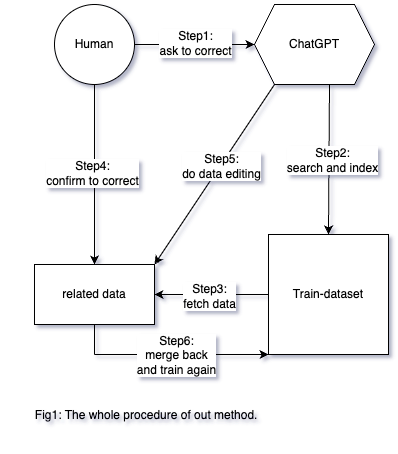 Human
Step1:
ask to correct
ChatGPT
Step4:
confirm to correct
Step5:
do data editing
Step2:
search and index
related data
Step3:
fetch data
Train-dataset
Step6:
merge back
and train again
Fig1: The whole procedure of out method.